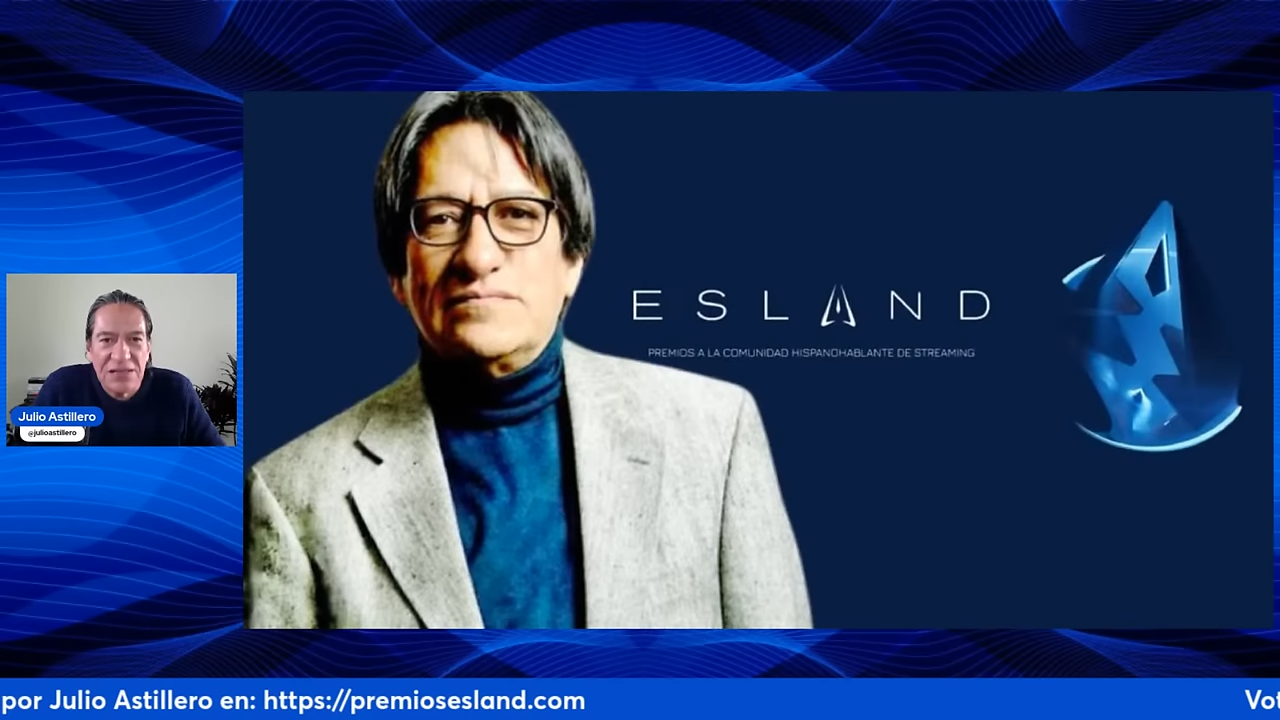 ESLAND
PREMIOS A LA COMUNIDAD HISPANOHABLANTE DE STREAMING
Julio Astillero
@julioastillero
por Julio Astillero en: https://premiosesland.com
Vot